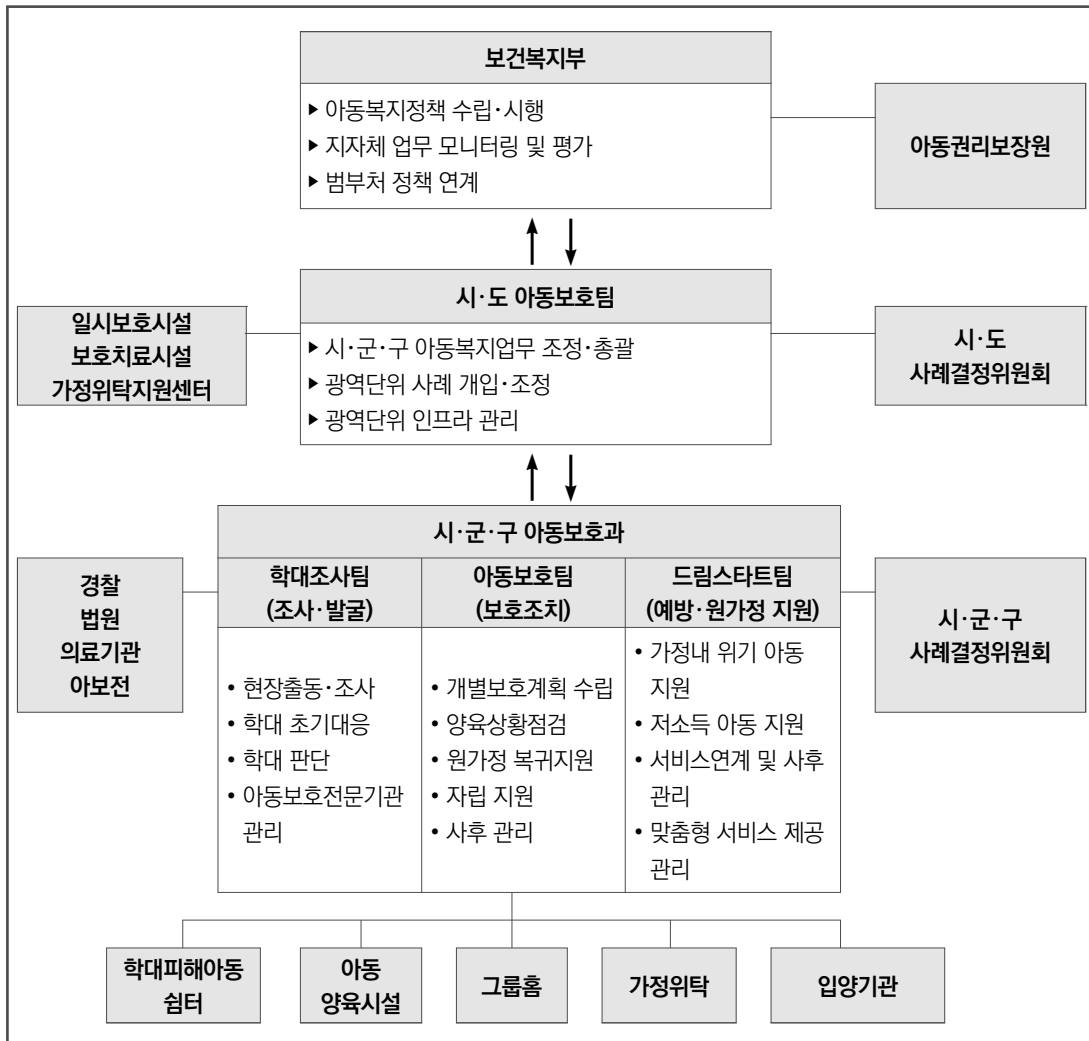 보건복지부
▶ 아동복지정책 수립·시행
▶ 지자체 업무 모니터링 및 평가
▶ 범부처 정책 연계
아동권리보장원
시·도 아동보호팀
▶ 시·군·구 아동복지업무 조정·총괄
▶ 광역단위 사례 개입·조정
▶ 광역단위 인프라 관리
일시보호시설
보호치료시설
가정위탁지원센터
시·도
사례결정위원회
시·군·구 아동보호과
학대조사팀
(조사·발굴)
• 현장출동·조사
• 학대 초기대응
• 학대 판단
• 아동보호전문기관
관리
아동보호팀
(보호조치)
• 개별보호계획 수립
• 양육상황점검
• 원가정 복귀지원
• 자립 지원
• 사후 관리
드림스타트팀
(예방·원가정 지원)
• 가정내 위기 아동
지원
• 저소득 아동 지원
• 서비스연계 및 사후
관리
• 맞춤형 서비스 제공
관리
경찰
법원
의료기관
아보전
시·군·구
사례결정위원회
학대피해아동
쉼터
아동
양육시설
그룹홈
가정위탁
입양기관